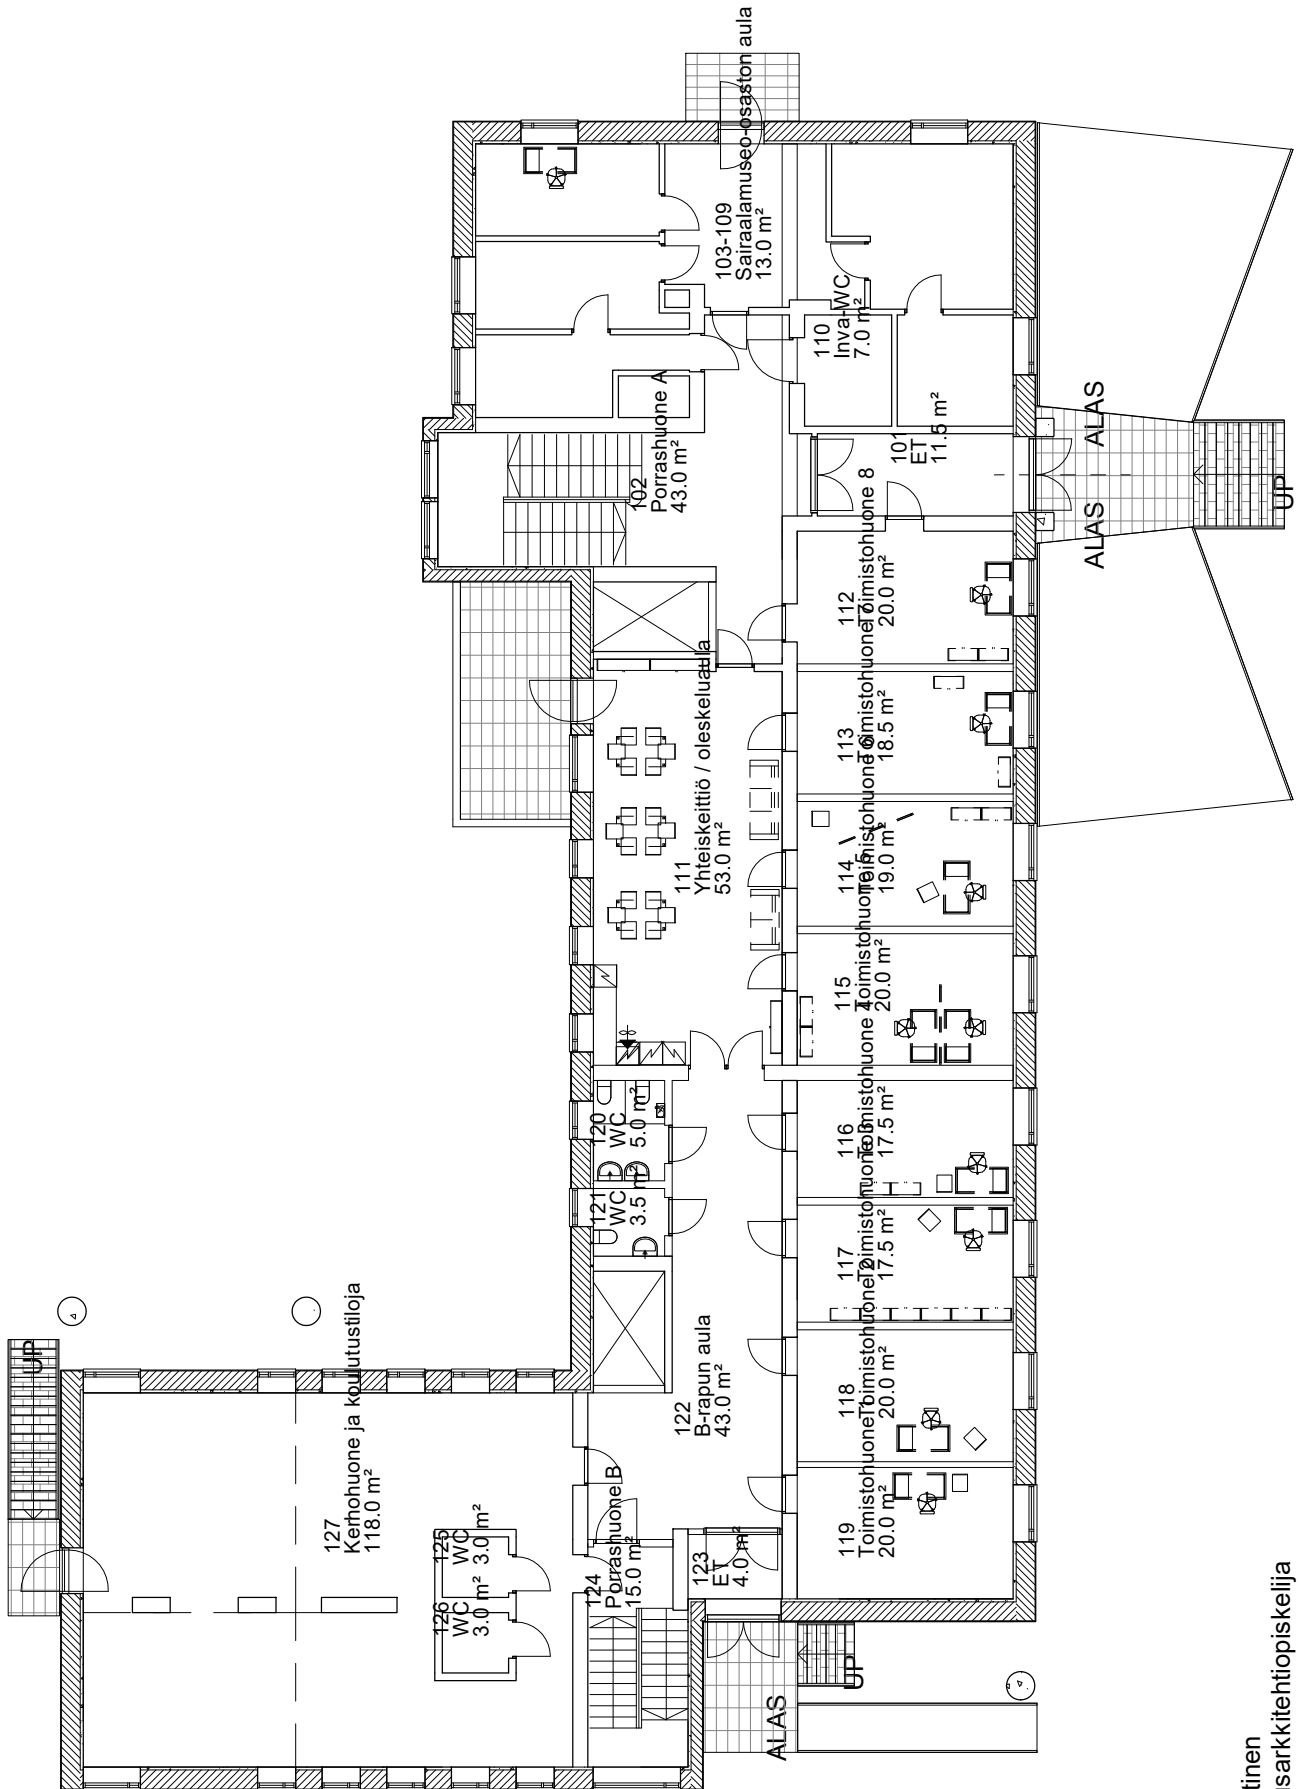 127
Kerhohuone ja koulutustiloja
118.0 m²
UP
126
WC
3.0 m²
125
WC
3.0 m²
124
Porrashuone B
15.0 m²
123
ET
4.0 m²
122
B-rapun aula
43.0 m²
121
WC
3.5 m²
120
WC
5.0 m²
111
Yhteiskeittiö / oleskeluaula
53.0 m²
102
Porrashuone A
43.0 m²
103-109
Sairaalamuseo-osaston aula
13.0 m²
110
Inva-WC
7.0 m²
101
ET
11.5 m²
119
Toimistohuone 1
20.0 m²
118
Toimistohuone 2
20.0 m²
117
Toimistohuone 3
17.5 m²
116
Toimistohuone 4
17.5 m²
115
Toimistohuone 5
20.0 m²
114
Toimistohuone 6
19.0 m²
113
Toimistohuone 7
18.5 m²
112
Toimistohuone 8
20.0 m²
ALAS
UP
ALAS
ALAS
UP
tinen
sarkkitehtiopiskelija